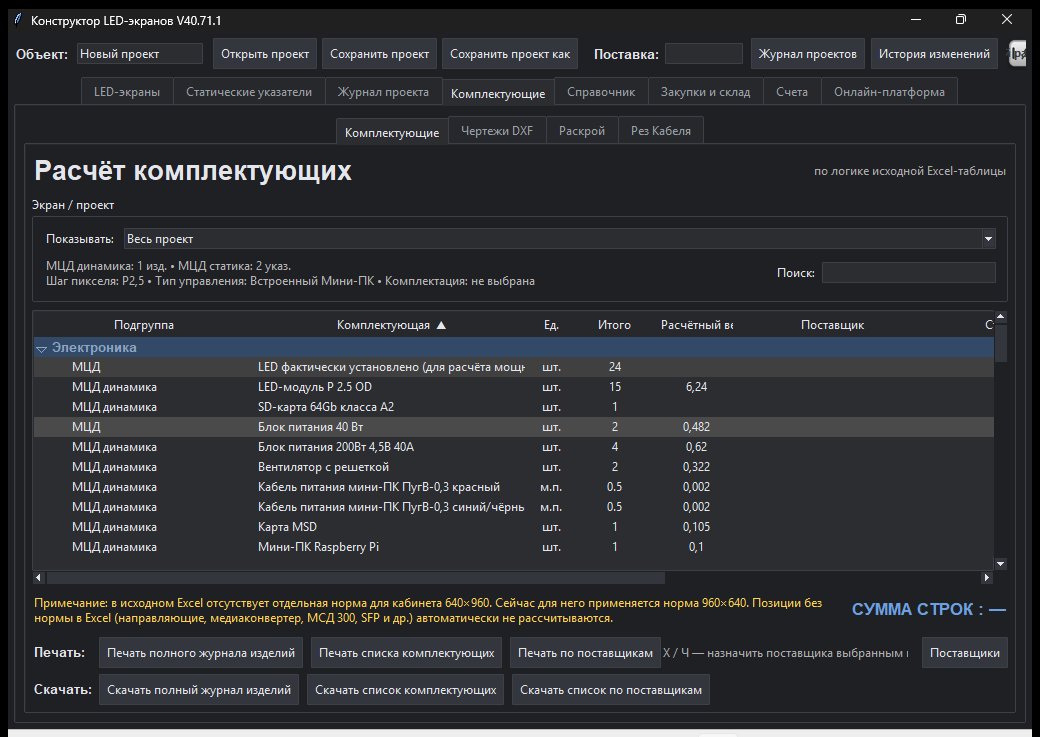 Конструктор LED-экранов V40.71.1
Объект: Новый проект Открыть проект Сохранить проект Сохранить проект как Поставка: Журнал проектов История изменений
LED-экраны Статические указатели Журнал проекта Комплектующие Справочник Закупки и склад Счета Онлайн-платформа
Комплектующие Чертежи DXF Раскрой Рез Кабеля
Расчёт комплектующих по логике исходной Excel-таблицы
Экран / проект
Показывать: Весь проект
МЦД динамика: 1 изд. • МЦД статика: 2 указ.
Шаг пикселя: P2,5 • Тип управления: Встроенный Мини-ПК • Комплектация: не выбрана
Поиск:
Подгруппа Комплектующая ▲ Ед. Итого Расчётный ве Поставщик С
Электроника
МЦД LED фактически установлено (для расчёта мощн шт. 24
МЦД динамика LED-модуль P 2.5 OD шт. 15 6,24
МЦД динамика SD-карта 64Gb класса A2 шт. 1
МЦД Блок питания 40 Вт шт. 2 0,482
МЦД динамика Блок питания 200Вт 4,5В 40А шт. 4 0,62
МЦД динамика Вентилятор с решеткой шт. 2 0,322
МЦД динамика Кабель питания мини-ПК ПугВ-0,3 красный м.п. 0.5 0,002
МЦД динамика Кабель питания мини-ПК ПугВ-0,3 синий/чёрнь м.п. 0.5 0,002
МЦД динамика Карта MSD шт. 1 0,105
МЦД динамика Мини-ПК Raspberry Pi шт. 1 0,1
Примечание: в исходном Excel отсутствует отдельная норма для кабинета 640×960. Сейчас для него применяется норма 960×640. Позиции без
нормы в Excel (направляющие, медиаконвертер, МСД 300, SFP и др.) автоматически не рассчитываются.
СУММА СТРОК : —
Печать: Печать полного журнала изделий Печать списка комплектующих Печать по поставщикам Х / Ч — назначить поставщика выбранным Поставщики
Скачать: Скачать полный журнал изделий Скачать список комплектующих Скачать список по поставщикам